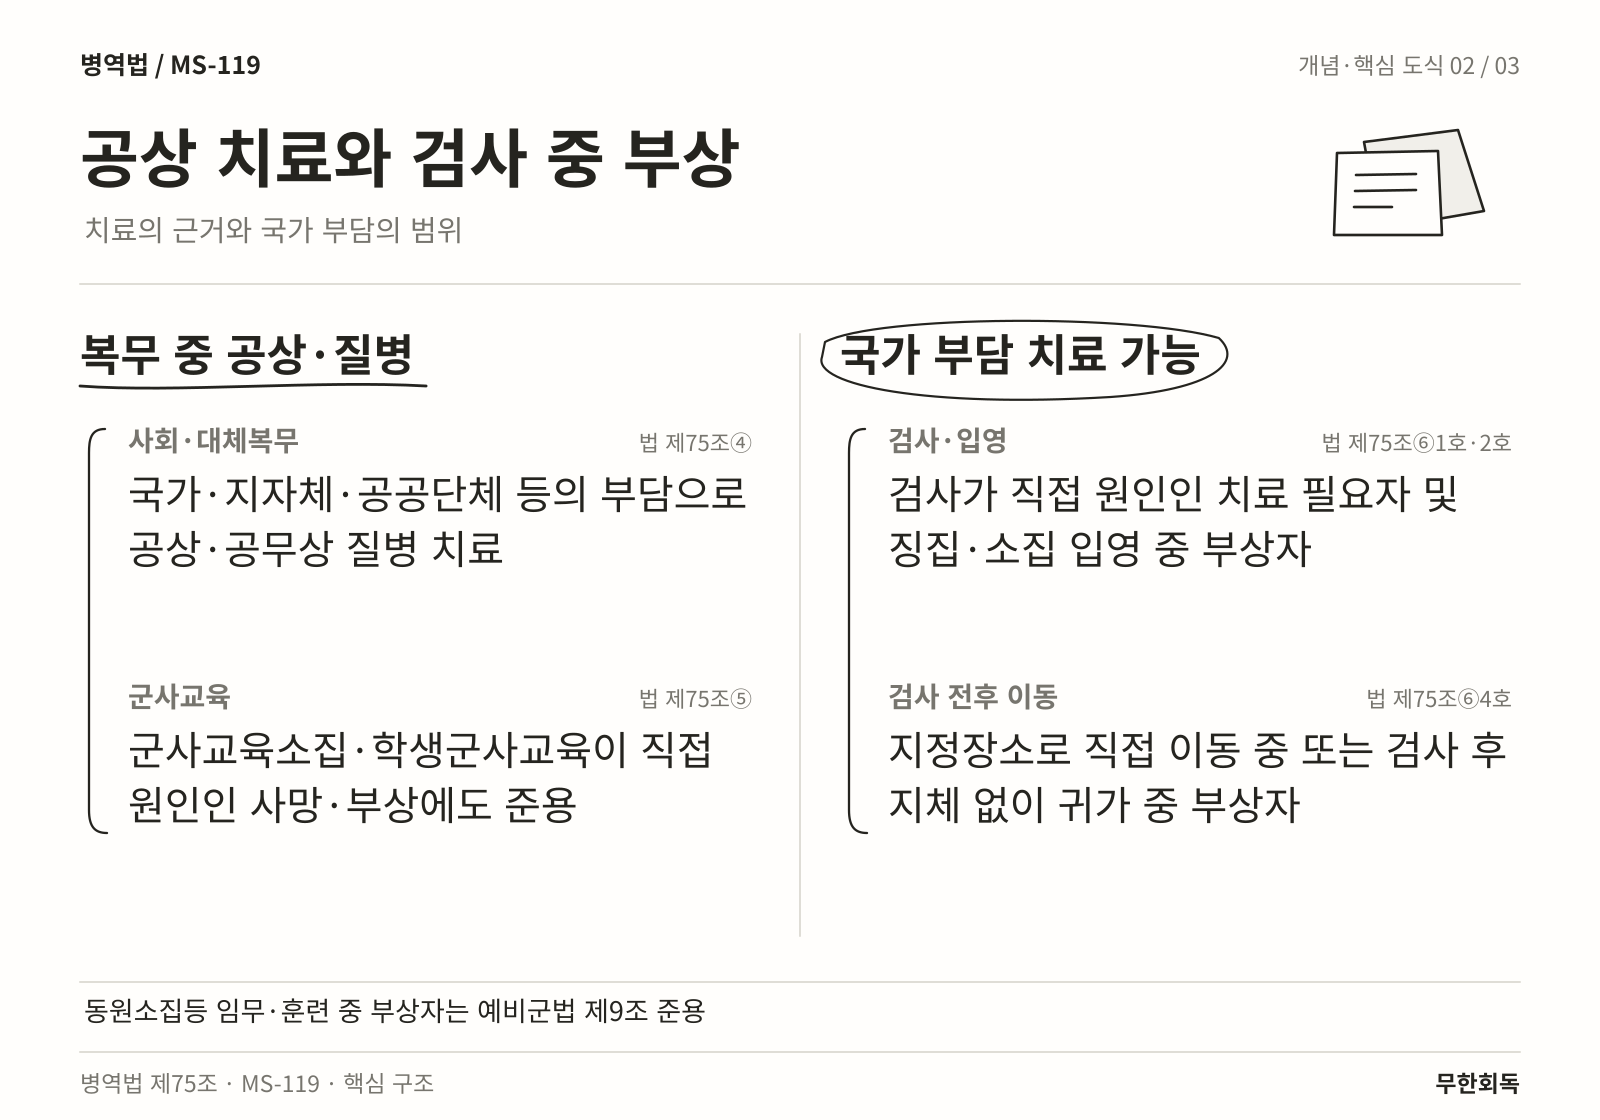 병역법 / MS-119
개념·핵심 도식 02 / 03
공상 치료와 검사 중 부상
치료의 근거와 국가 부담의 범위
복무 중 공상·질병
사회·대체복무
법 제75조④
국가·지자체·공공단체 등의 부담으로
공상·공무상 질병 치료
군사교육
법 제75조⑤
군사교육소집·학생군사교육이 직접
원인인 사망·부상에도 준용
국가 부담 치료 가능
검사·입영
법 제75조⑥1호·2호
검사가 직접 원인인 치료 필요자 및
징집·소집 입영 중 부상자
검사 전후 이동
법 제75조⑥4호
지정장소로 직접 이동 중 또는 검사 후
지체 없이 귀가 중 부상자
동원소집등 임무·훈련 중 부상자는 예비군법 제9조 준용
병역법 제75조 · MS-119 · 핵심 구조
무한회독